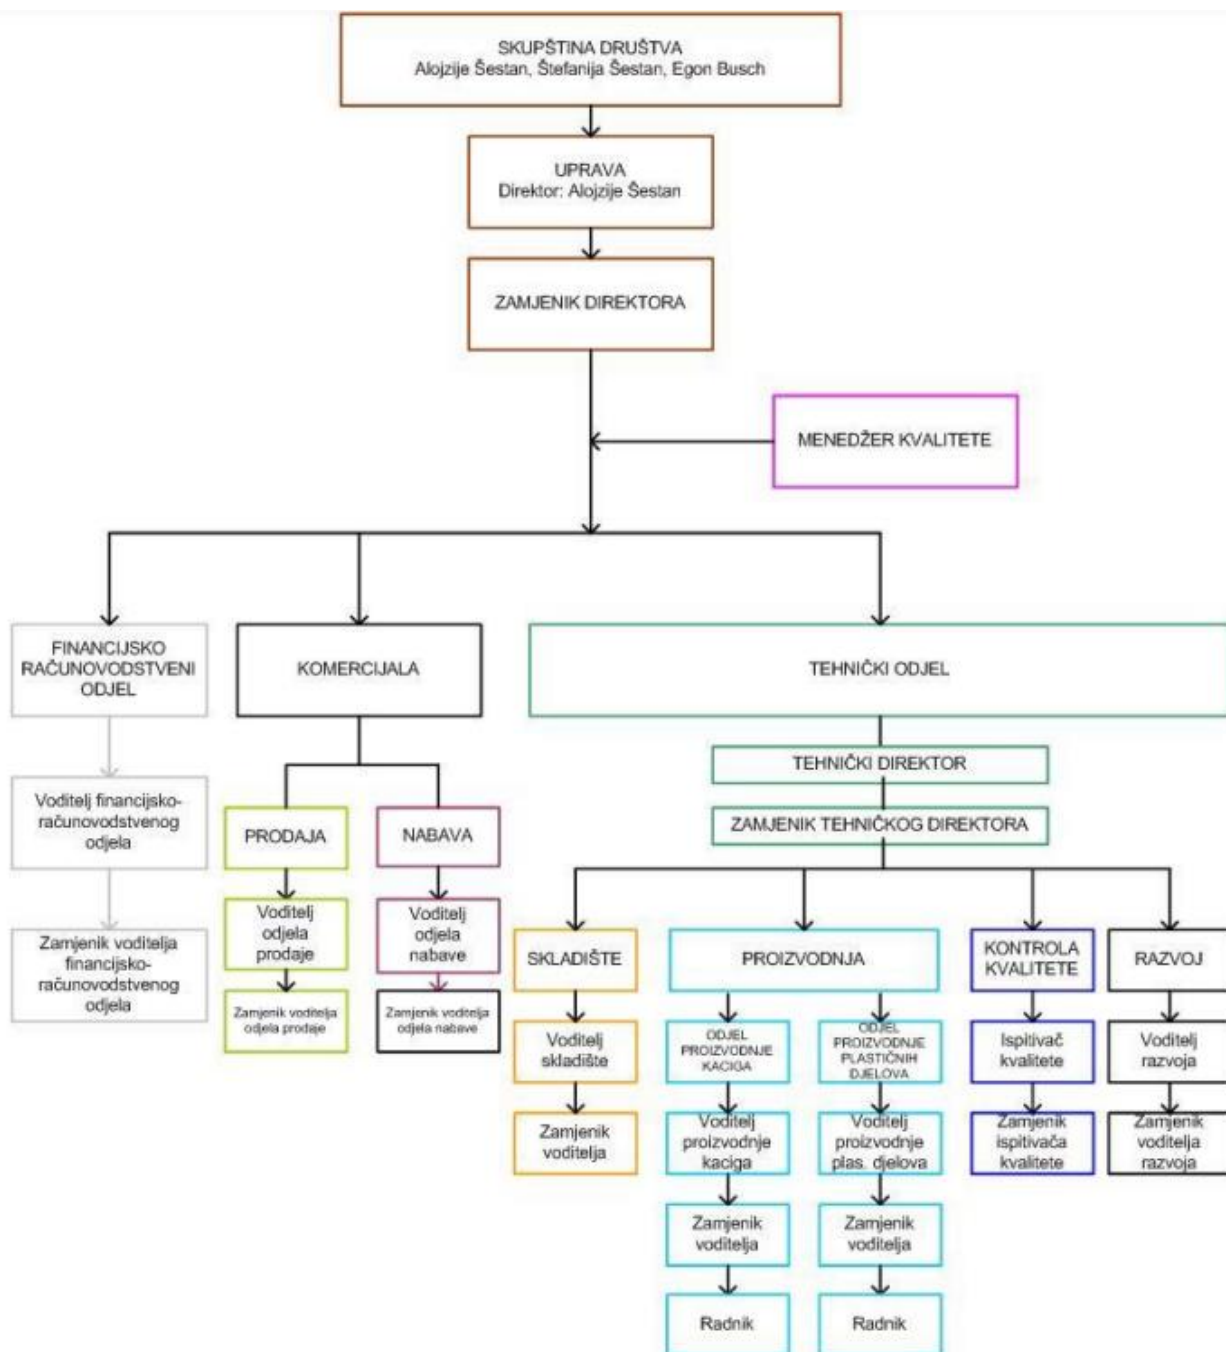 SKUPŠTINA DRUŠTVA
Alojzije Šestan, Štefanija Šestan, Egon Busch
UPRAVA
Direktor: Alojzije Šestan
ZAMJENIK DIREKTORA
MENEDŽER KVALITETE
FINANCIJSKO
RAČUNOVODSTVENI
ODJEL
KOMERCIJALA
TEHNIČKI ODJEL
TEHNIČKI DIREKTOR
ZAMJENIK TEHNIČKOG DIREKTORA
Voditelj financijsko-
računovodstvenog
odjela
Zamjenik voditelja
financijsko-
računovodstvenog
odjela
PRODAJA
Voditelj
odjela
prodaje
Zamjenik voditelja
odjela prodaje
NABAVA
Voditelj
odjela
nabave
Zamjenik voditelja
odjela nabave
SKLADIŠTE
Voditelj
skladište
Zamjenik
voditelja
PROIZVODNJA
ODJEL
PROIZVODNJE
KACIGA
Voditelj
proizvodnje
kaciga
Zamjenik
voditelja
Radnik
ODJEL
PROIZVODNJE
PLASTIČNIH
DJELOVA
Voditelj
proizvodnje
plas. djelova
Zamjenik
voditelja
Radnik
KONTROLA
KVALITETE
Ispitivač
kvalitete
Zamjenik
ispitivača
kvalitete
RAZVOJ
Voditelj
razvoja
Zamjenik
voditelja
razvoja